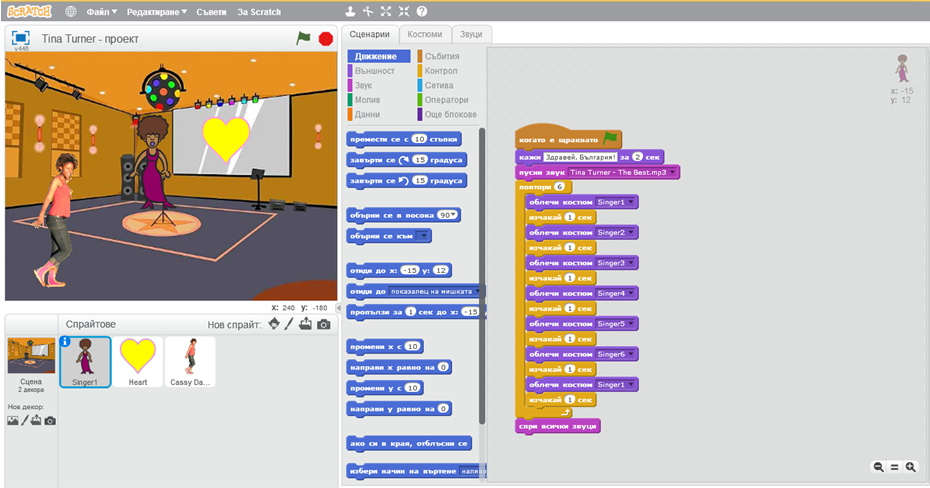 SCRATCH Файл Редактиране Съвети За Scratch
v446 Tina Turner - проект
x: 240 y: -180
Спрайтове Нов спрайт:
Сцена
2 декора
Нов декор:
Singer1 Heart Cassy Da...
Сценарии Костюми Звуци
Движение Събития
Външност Контрол
Звук Сетива
Молив Оператори
Данни Още блокове
премести се с 10 стъпки
завърти се 15 градуса
завърти се 15 градуса
обърни се в посока 90
обърни се към
отиди до x: -15 y: 12
отиди до показалец на мишката
пропълзи за 1 сек до x: -15
промени x с 10
направи x равно на 0
промени y с 10
направи y равно на 0
ако си в края, отблъсни се
избери начин на въртене наля
x: -15
y: 12
когато е щракнато
кажи Здравей, България! за 2 сек
пусни звук Tina Turner - The Best.mp3
повтори 6
облечи костюм Singer1
изчакай 1 сек
облечи костюм Singer2
изчакай 1 сек
облечи костюм Singer3
изчакай 1 сек
облечи костюм Singer4
изчакай 1 сек
облечи костюм Singer5
изчакай 1 сек
облечи костюм Singer6
изчакай 1 сек
облечи костюм Singer1
изчакай 1 сек
спри всички звуци